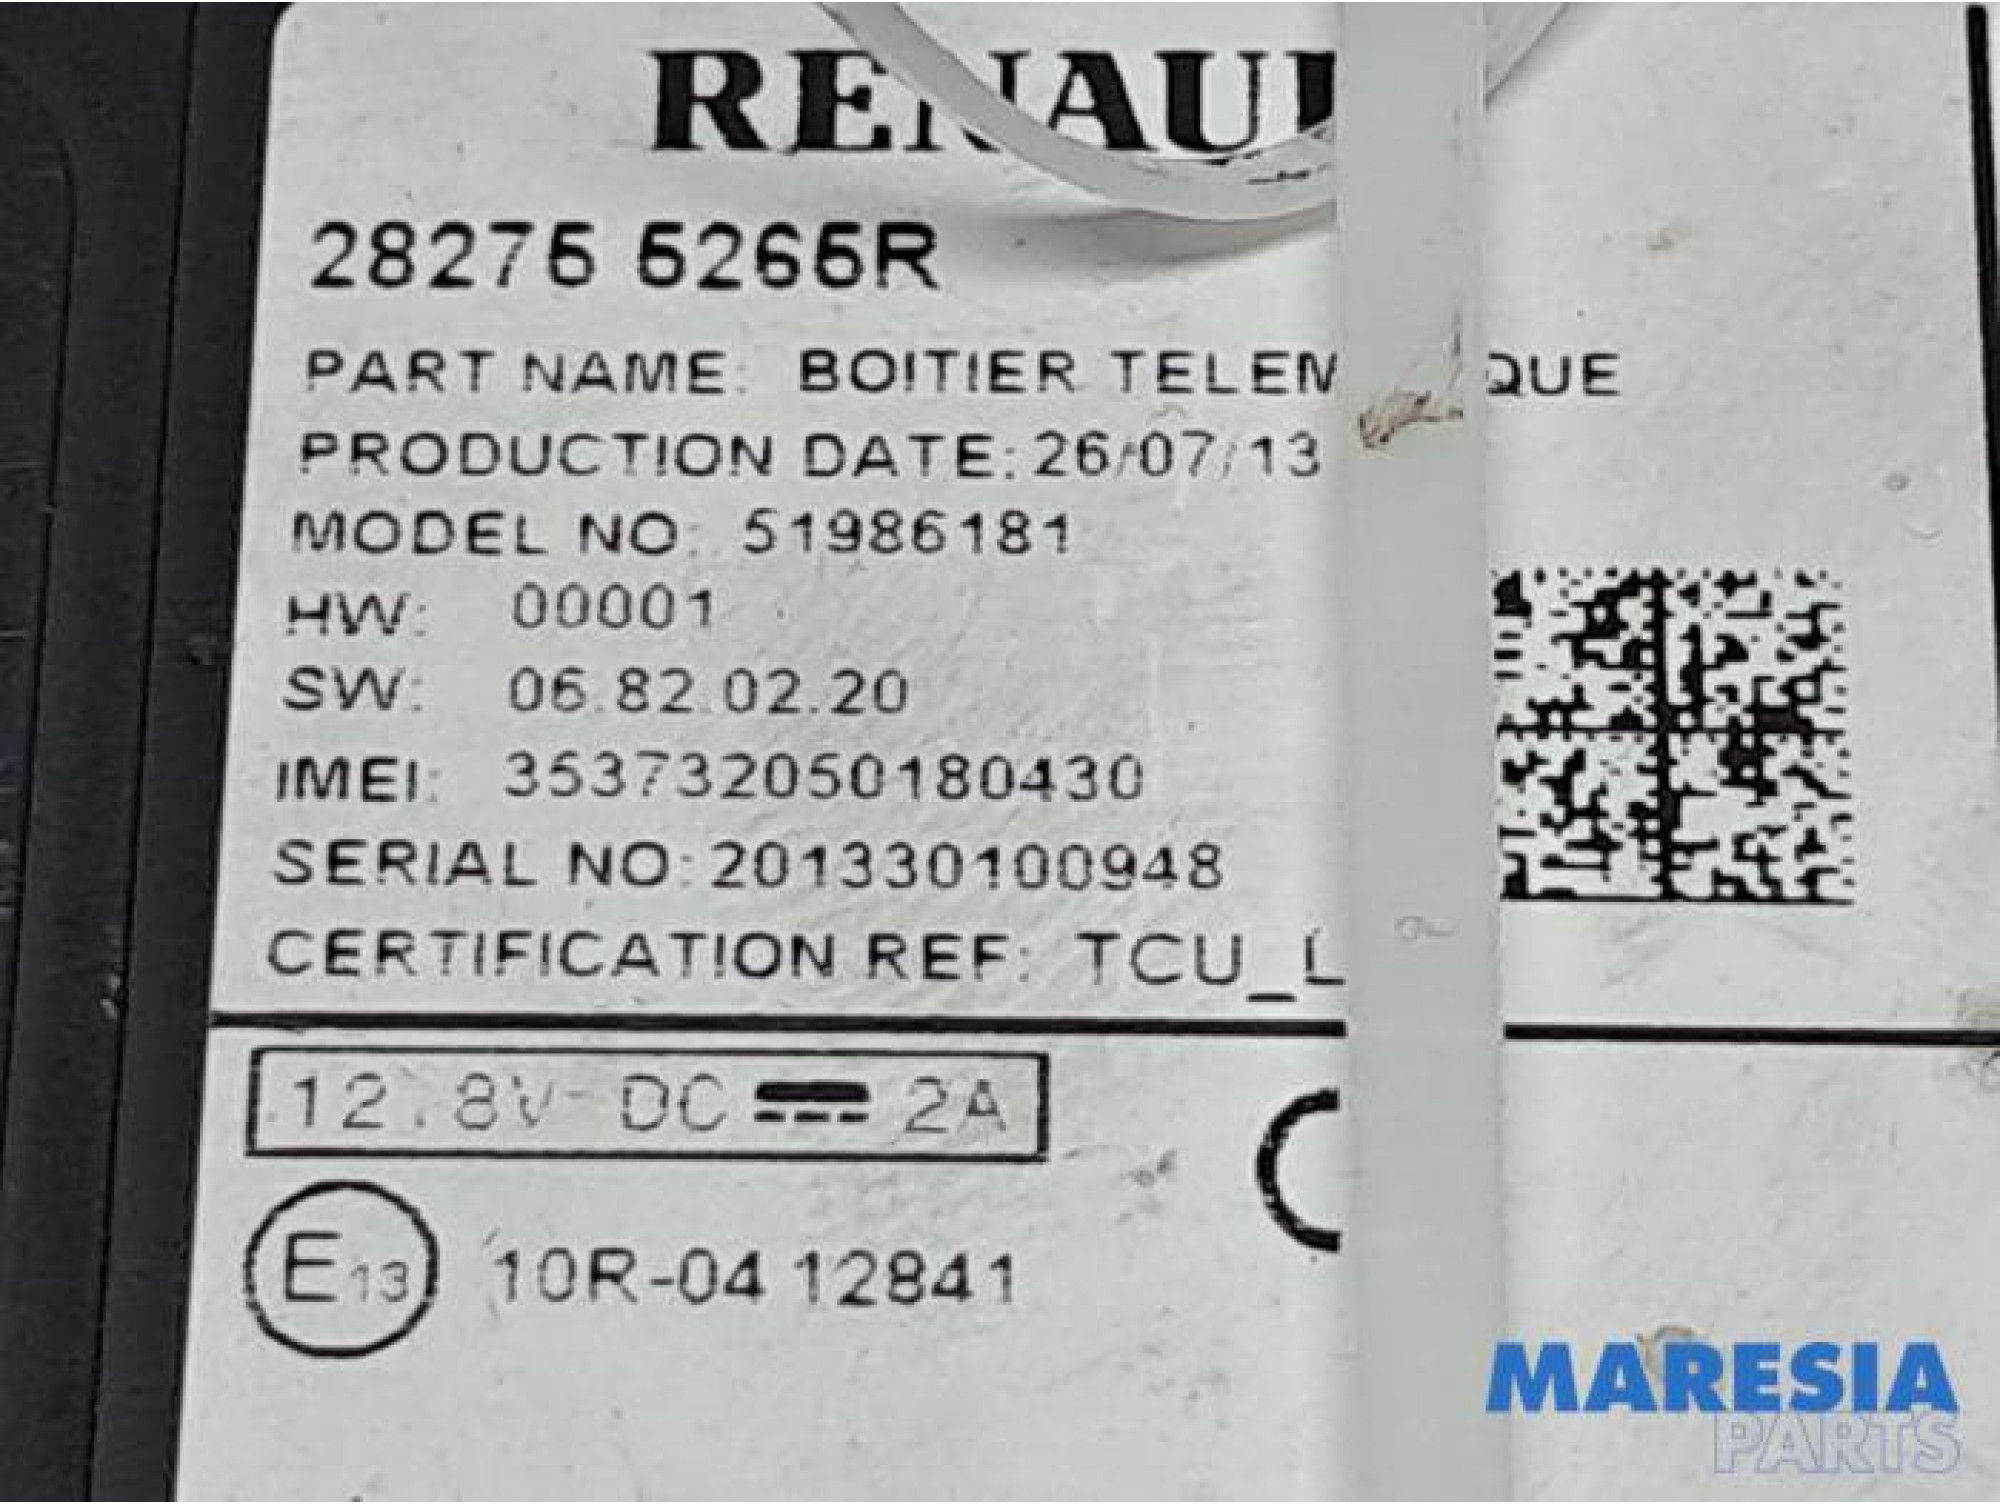 RENAU
28275 5265R
PART NAME: BOITIER TELEM QUE
PRODUCTION DATE: 26/07/13
MODEL NO: 51986181
HW: 00001
SW: 06.82.02.20
IMEI: 353732050180430
SERIAL NO: 201330100948
CERTIFICATION REF: TCU_L
12.8V DC 2A
E13 10R-04 12841
MARESIA
PARTS